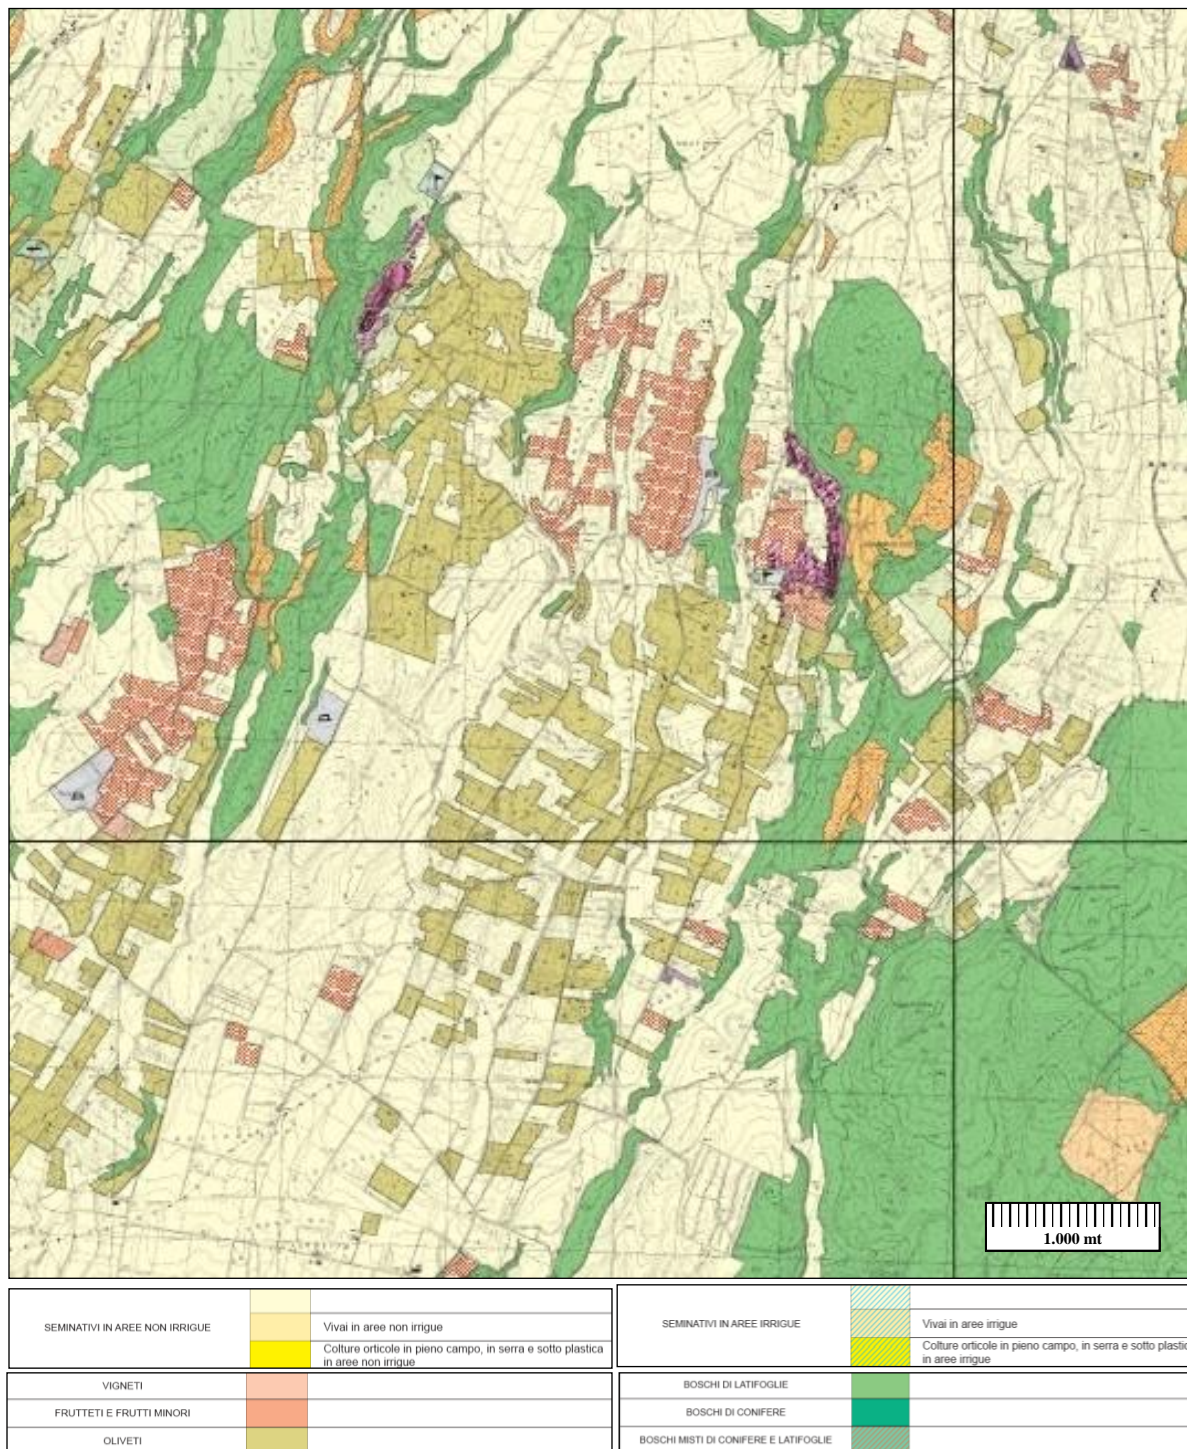 1.000 mt
SEMINATIVI IN AREE NON IRRIGUE
Vivai in aree non irrigue
Colture orticole in pieno campo, in serra e sotto plastica
in aree non irrigue
SEMINATIVI IN AREE IRRIGUE
Vivai in aree irrigue
Colture orticole in pieno campo, in serra e sotto plastic
in aree irrigue
VIGNETI
FRUTTETI E FRUTTI MINORI
OLIVETI
BOSCHI DI LATIFOGLIE
BOSCHI DI CONIFERE
BOSCHI MISTI DI CONIFERE E LATIFOGLIE